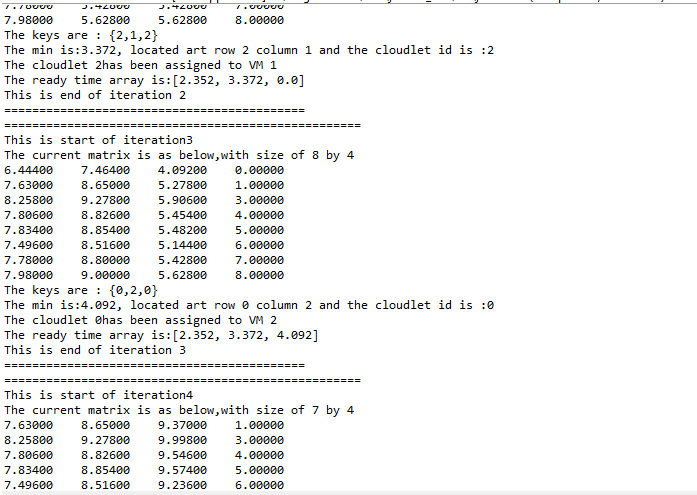 7.98000 5.62800 5.62800 8.00000
The keys are : {2,1,2}
The min is:3.372, located art row 2 column 1 and the cloudlet id is :2
The cloudlet 2has been assigned to VM 1
The ready time array is:[2.352, 3.372, 0.0]
This is end of iteration 2
===========================================
===================================================
This is start of iteration3
The current matrix is as below,with size of 8 by 4
6.44400 7.46400 4.09200 0.00000
7.63000 8.65000 5.27800 1.00000
8.25800 9.27800 5.90600 3.00000
7.80600 8.82600 5.45400 4.00000
7.83400 8.85400 5.48200 5.00000
7.49600 8.51600 5.14400 6.00000
7.78000 8.80000 5.42800 7.00000
7.98000 9.00000 5.62800 8.00000
The keys are : {0,2,0}
The min is:4.092, located art row 0 column 2 and the cloudlet id is :0
The cloudlet 0has been assigned to VM 2
The ready time array is:[2.352, 3.372, 4.092]
This is end of iteration 3
===========================================
===================================================
This is start of iteration4
The current matrix is as below,with size of 7 by 4
7.63000 8.65000 9.37000 1.00000
8.25800 9.27800 9.99800 3.00000
7.80600 8.82600 9.54600 4.00000
7.83400 8.85400 9.57400 5.00000
7.49600 8.51600 9.23600 6.00000